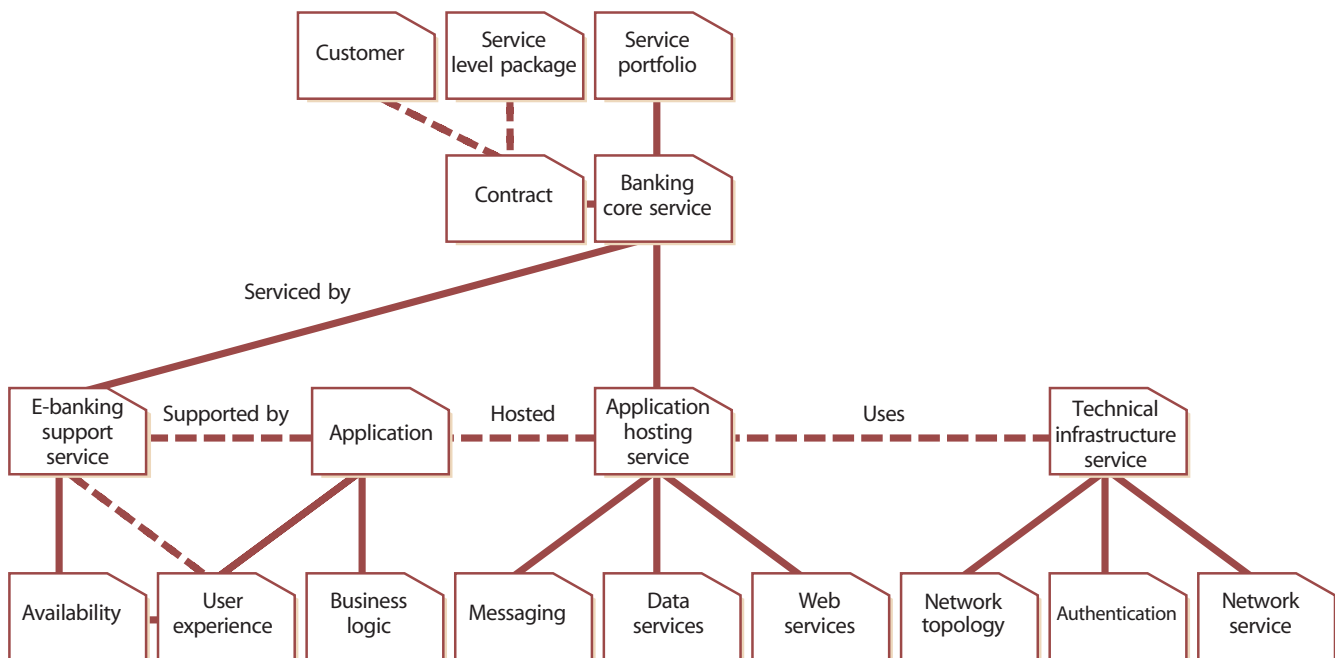 Customer
Service
level package
Service
portfolio
Contract
Banking
core service
Serviced by
E-banking
support
service
Supported by
Application
Hosted
Application
hosting
service
Uses
Technical
infrastructure
service
Availability
User
experience
Business
logic
Messaging
Data
services
Web
services
Network
topology
Authentication
Network
service